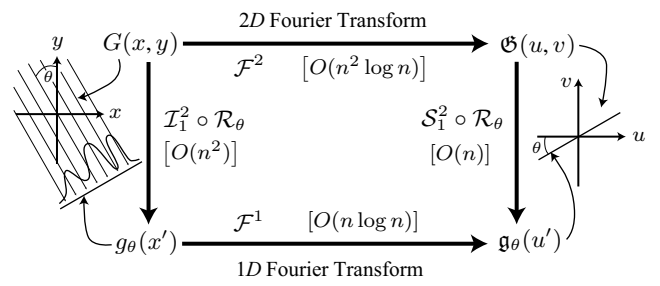 2D Fourier Transform
y G(x, y) 𝔊(u, v)
ℱ² [O(n² log n)]
θ v
x ℐ₁² ∘ ℛ_θ 𝒮₁² ∘ ℛ_θ u
[O(n²)] [O(n)] θ
ℱ¹ [O(n log n)]
g_θ(x′) 𝔤_θ(u′)
1D Fourier Transform